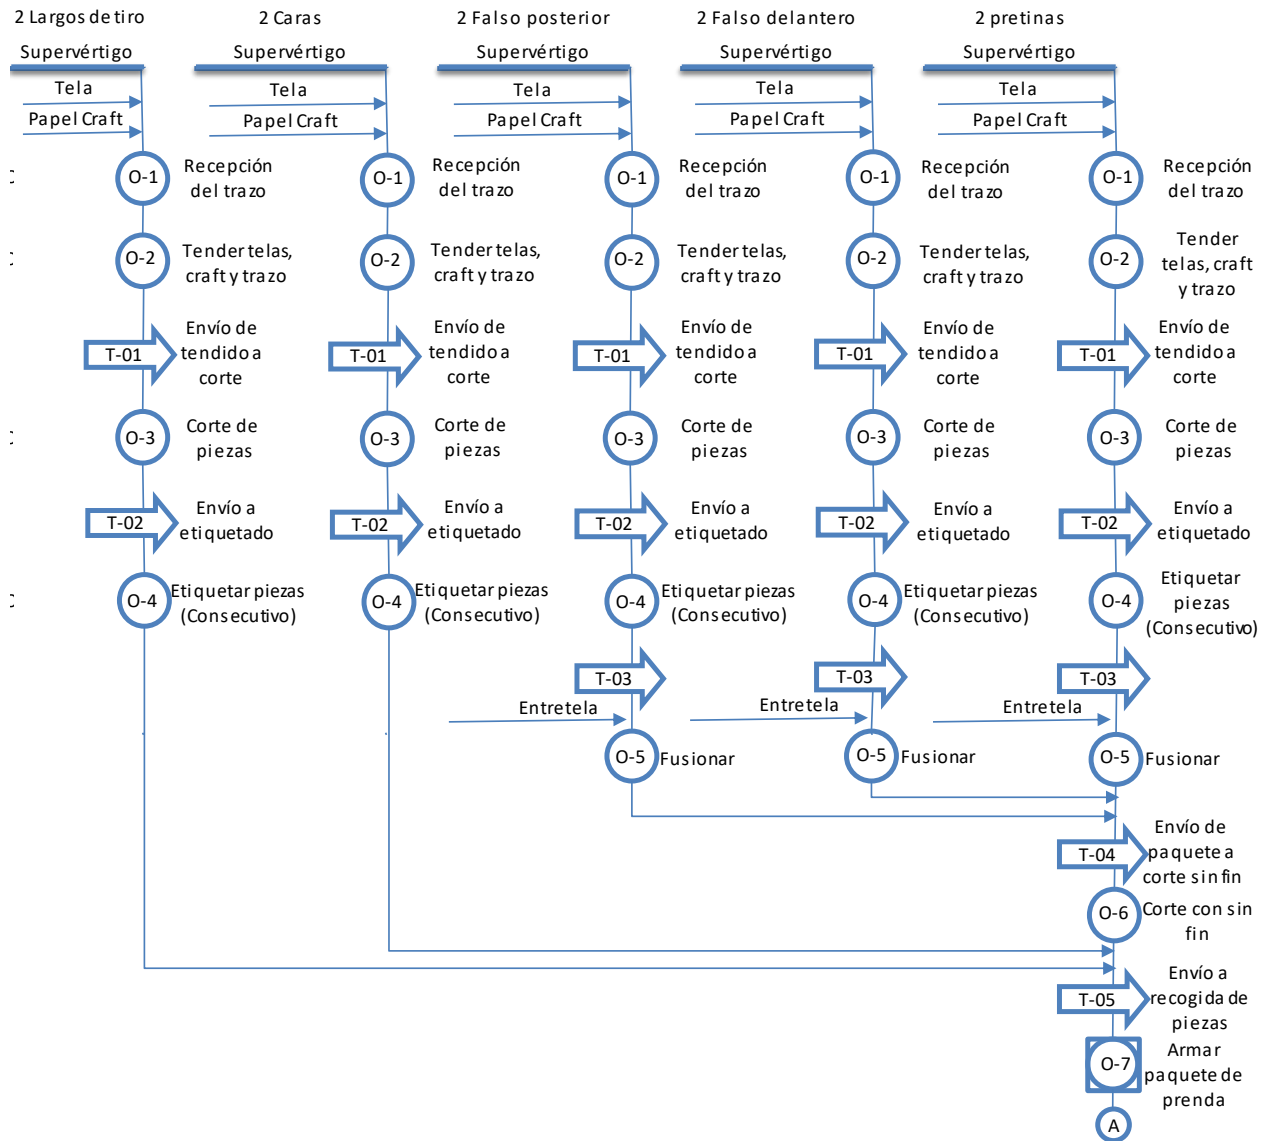 2 Largos de tiro
2 Caras
2 Falso posterior
2 Falso delantero
2 pretinas
Supervértigo
Supervértigo
Supervértigo
Supervértigo
Supervértigo
Tela
Tela
Tela
Tela
Tela
Papel Craft
Papel Craft
Papel Craft
Papel Craft
Papel Craft
O-1
Recepción
del trazo
O-1
Recepción
del trazo
O-1
Recepción
del trazo
O-1
Recepción
del trazo
O-1
Recepción
del trazo
O-2
Tender telas,
craft y trazo
O-2
Tender telas,
craft y trazo
O-2
Tender telas,
craft y trazo
O-2
Tender telas,
craft y trazo
O-2
Tender
telas, craft
y trazo
T-01
Envío de
tendido a
corte
T-01
Envío de
tendido a
corte
T-01
Envío de
tendido a
corte
T-01
Envío de
tendido a
corte
T-01
Envío de
tendido a
corte
O-3
Corte de
piezas
O-3
Corte de
piezas
O-3
Corte de
piezas
O-3
Corte de
piezas
O-3
Corte de
piezas
T-02
Envío a
etiquetado
T-02
Envío a
etiquetado
T-02
Envío a
etiquetado
T-02
Envío a
etiquetado
T-02
Envío a
etiquetado
O-4
Etiquetar piezas
(Consecutivo)
O-4
Etiquetar piezas
(Consecutivo)
O-4
Etiquetar piezas
(Consecutivo)
O-4
Etiquetar piezas
(Consecutivo)
O-4
Etiquetar
piezas
(Consecutivo)
T-03
T-03
T-03
Entretela
Entretela
Entretela
O-5
Fusionar
O-5
Fusionar
O-5
Fusionar
T-04
Envío de
paquete a
corte sin fin
O-6
Corte con sin
fin
T-05
Envío a
recogida de
piezas
O-7
Armar
paquete de
prenda
A